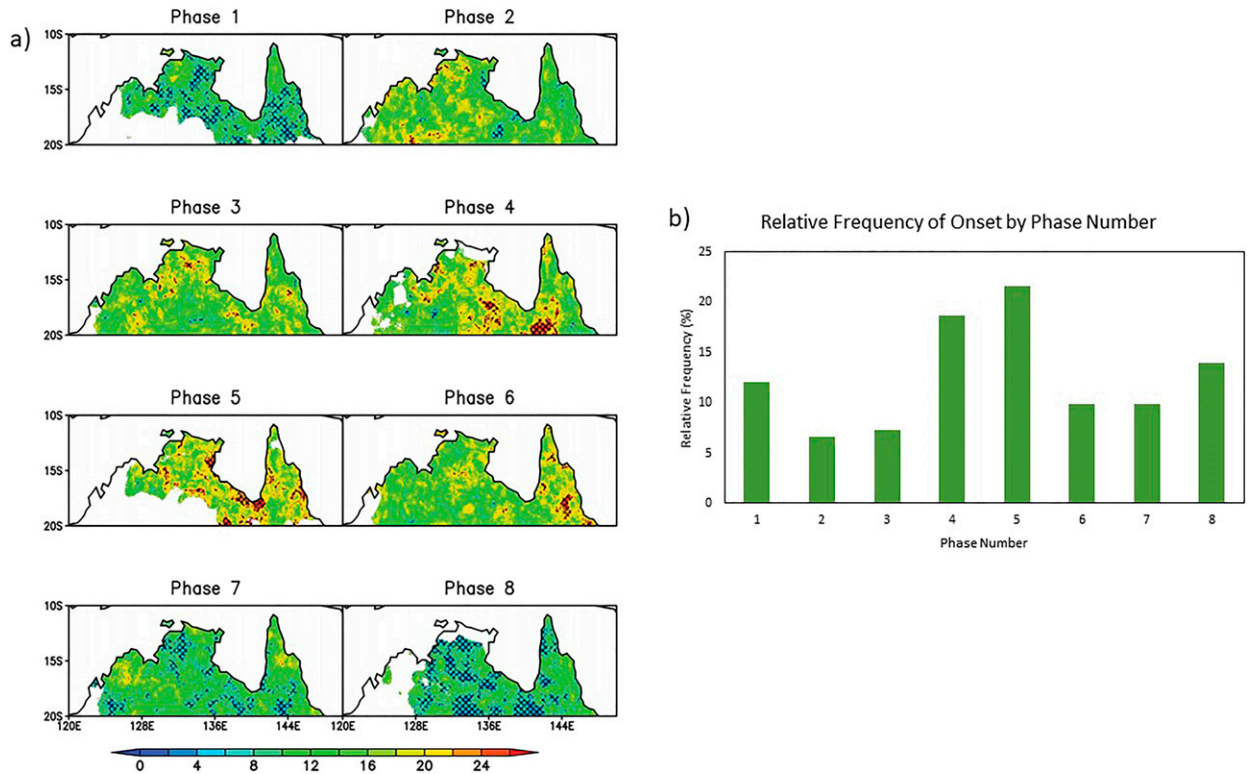 a)
Phase 1
Phase 2
10S
15S
20S
Phase 3
Phase 4
10S
15S
20S
Phase 5
Phase 6
10S
15S
20S
Phase 7
Phase 8
10S
15S
20S
120E 128E 136E 144E 120E 128E 136E 144E
0 4 8 12 16 20 24
b)
Relative Frequency of Onset by Phase Number
Relative Frequency (%)
25
20
15
10
5
0
1 2 3 4 5 6 7 8
Phase Number